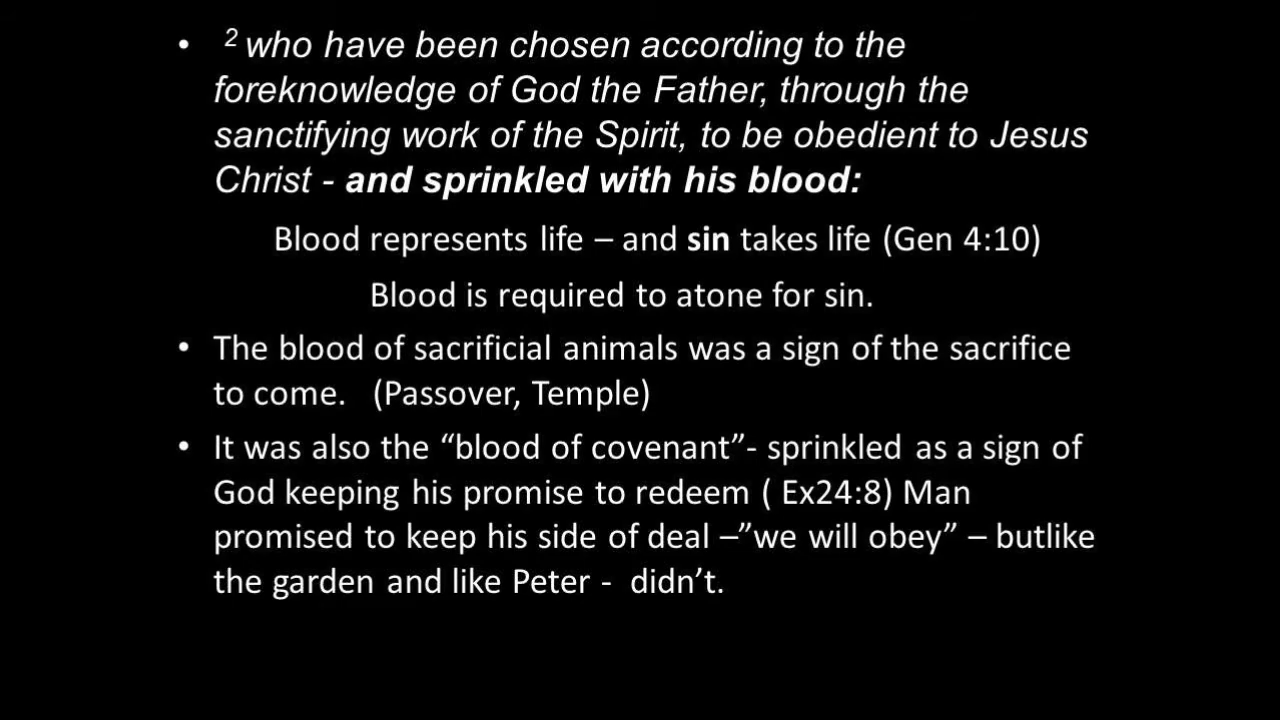 • 2 who have been chosen according to the
foreknowledge of God the Father, through the
sanctifying work of the Spirit, to be obedient to Jesus
Christ - and sprinkled with his blood:
Blood represents life – and sin takes life (Gen 4:10)
Blood is required to atone for sin.
• The blood of sacrificial animals was a sign of the sacrifice
to come. (Passover, Temple)
• It was also the “blood of covenant”- sprinkled as a sign of
God keeping his promise to redeem ( Ex24:8) Man
promised to keep his side of deal –”we will obey” – butlike
the garden and like Peter - didn’t.